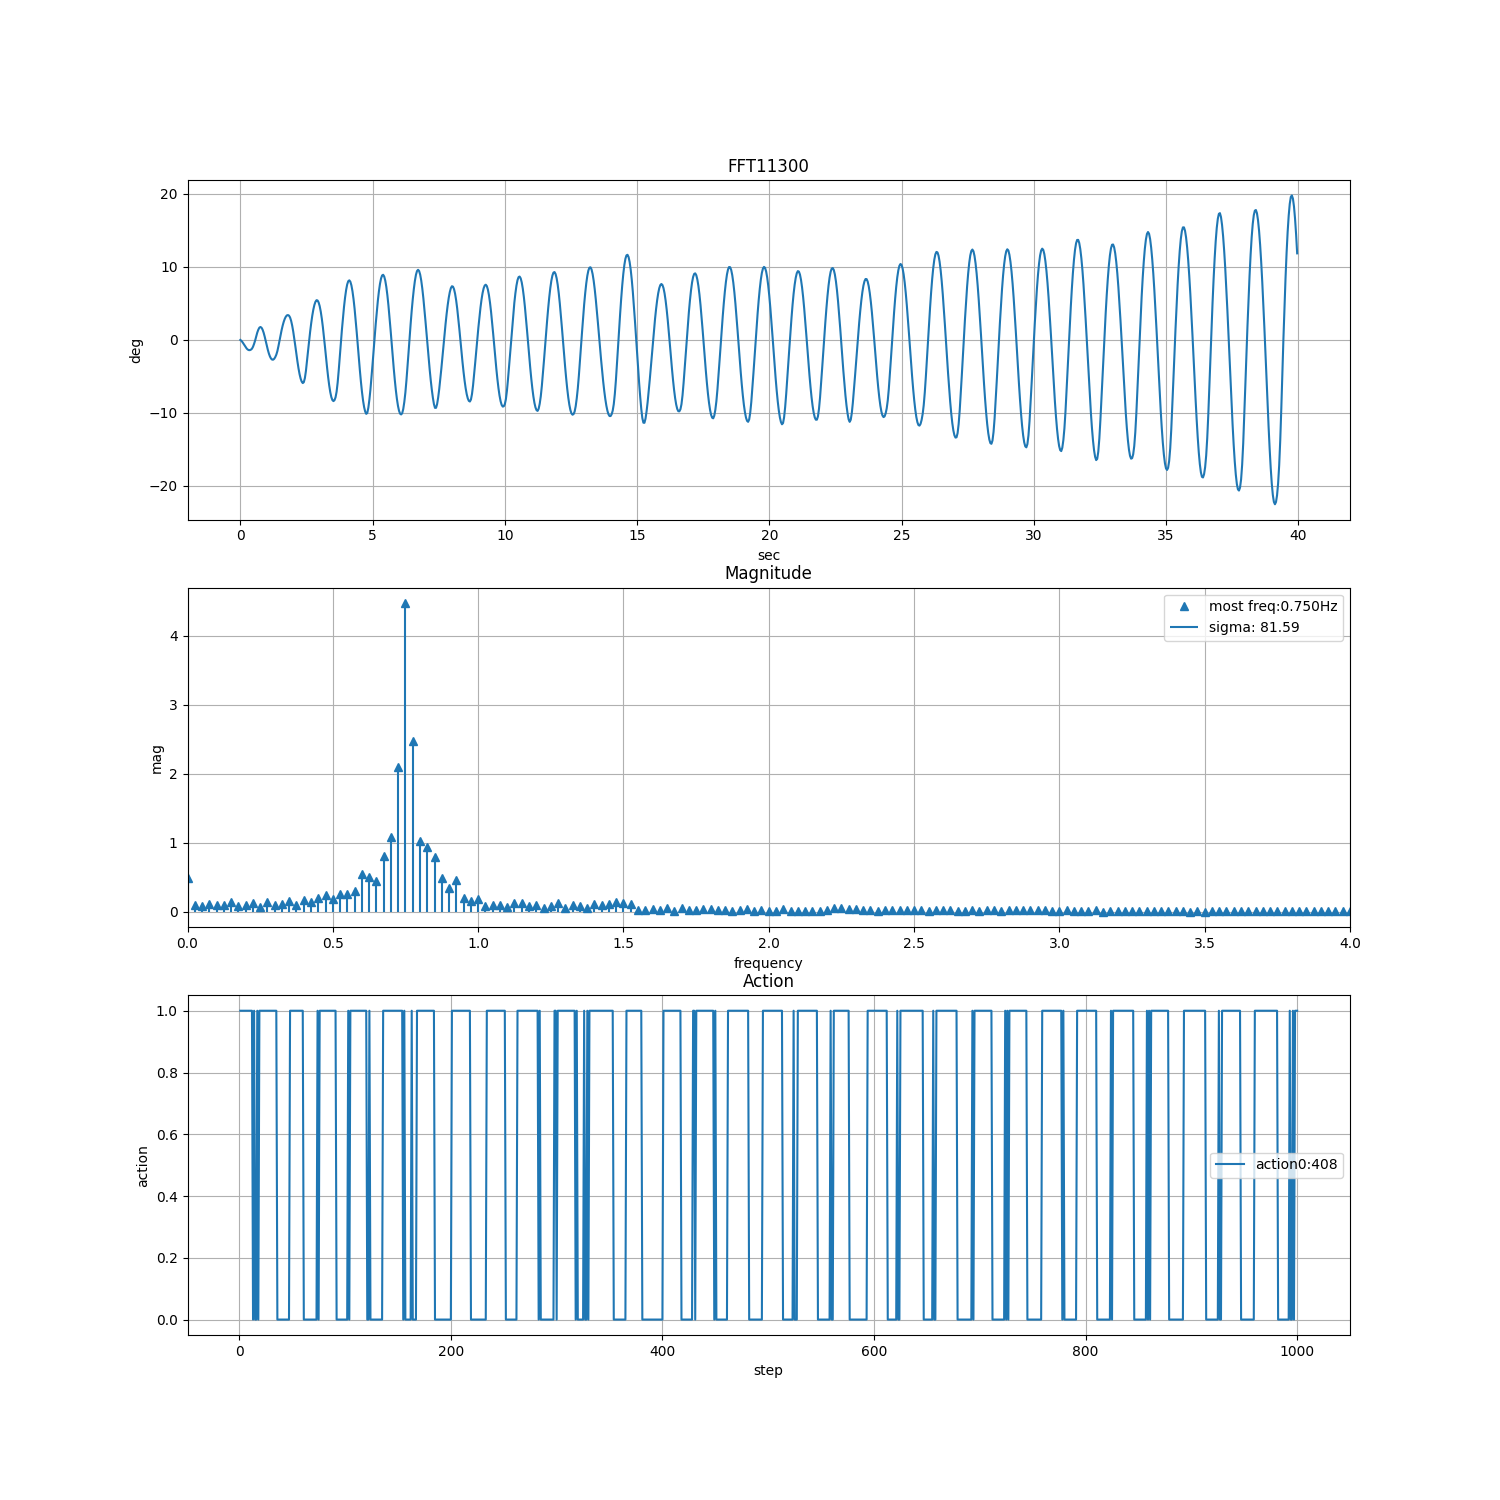 FFT11300
20
10
0
−10
−20
deg
0 5 10 15 20 25 30 35 40
sec
Magnitude
most freq:0.750Hz
sigma: 81.59
4
3
2
1
0
mag
0.0 0.5 1.0 1.5 2.0 2.5 3.0 3.5 4.0
frequency
Action
1.0
0.8
0.6
0.4
0.2
0.0
action
action0:408
0 200 400 600 800 1000
step